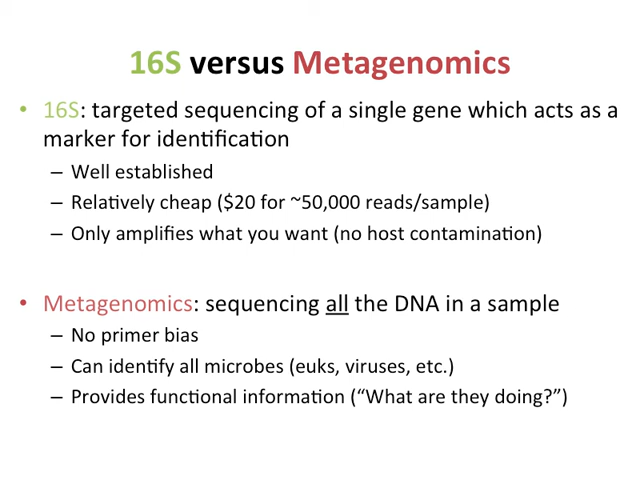 16S versus Metagenomics
• 16S: targeted sequencing of a single gene which acts as a
marker for identification
– Well established
– Relatively cheap ($20 for ~50,000 reads/sample)
– Only amplifies what you want (no host contamination)
• Metagenomics: sequencing all the DNA in a sample
– No primer bias
– Can identify all microbes (euks, viruses, etc.)
– Provides functional information (“What are they doing?”)